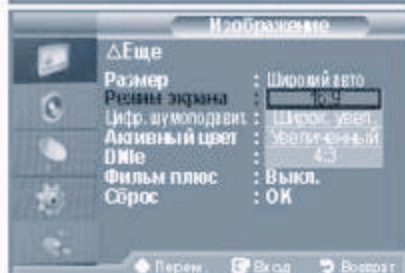 Изображение
△Еще
Размер : Широкий авто
Режим экрана : 16:9
Цифр. шумоподавит. : Широк. увел.
Активный цвет : Увеличенный
DNIe 4:3
Фильм плюс : Выкл.
Сброс : OK
Перем. Вход Возврат